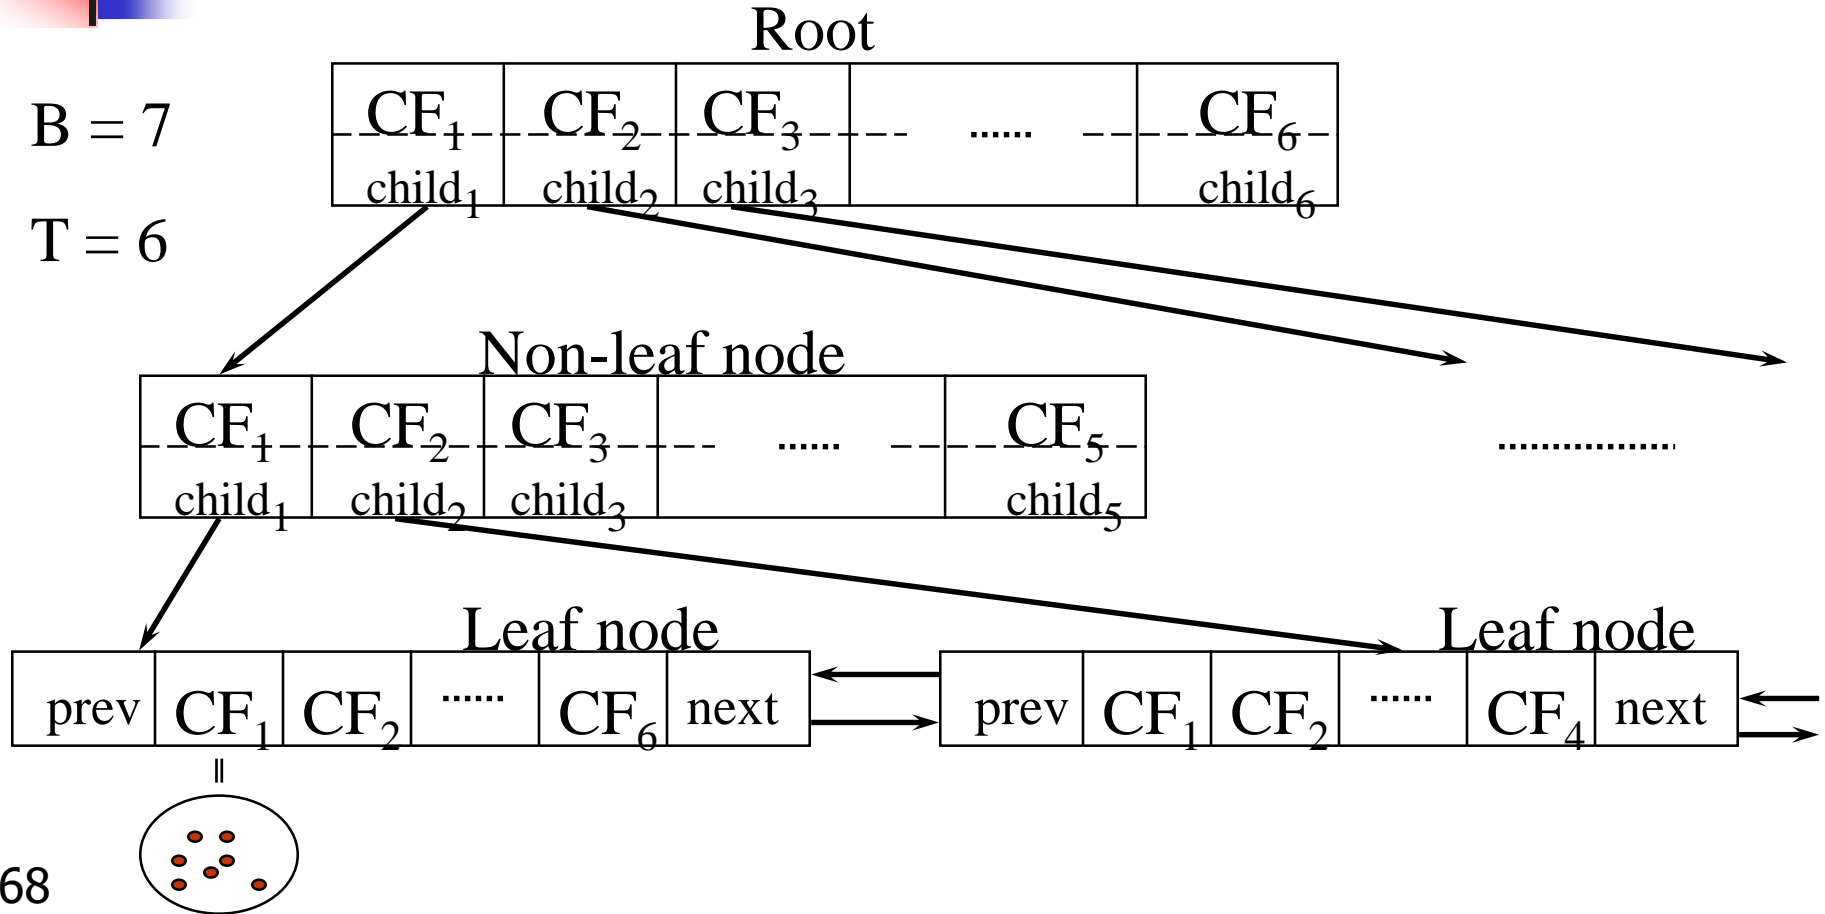 Root
B = 7
CF1 CF2 CF3 ...... CF6
child1 child2 child3 child6
T = 6
Non-leaf node
CF1 CF2 CF3 ...... CF5
child1 child2 child3 child5
Leaf node Leaf node
prev CF1 CF2 ...... CF6 next prev CF1 CF2 ...... CF4 next
68